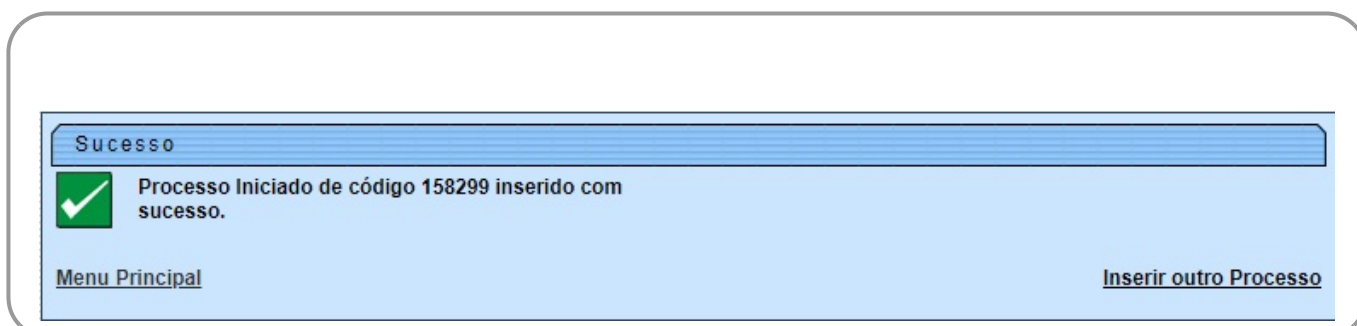 Sucesso
Processo Iniciado de código 158299 inserido com
sucesso.
Menu Principal
Inserir outro Processo